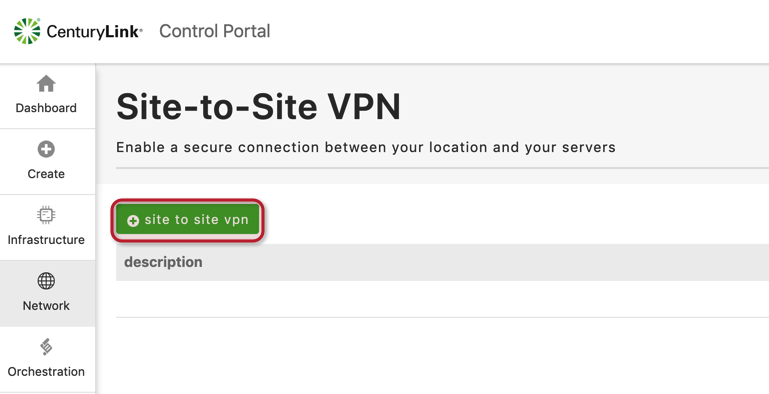 CenturyLink® Control Portal
Dashboard
Create
Infrastructure
Network
Orchestration
Site-to-Site VPN
Enable a secure connection between your location and your servers
site to site vpn
description